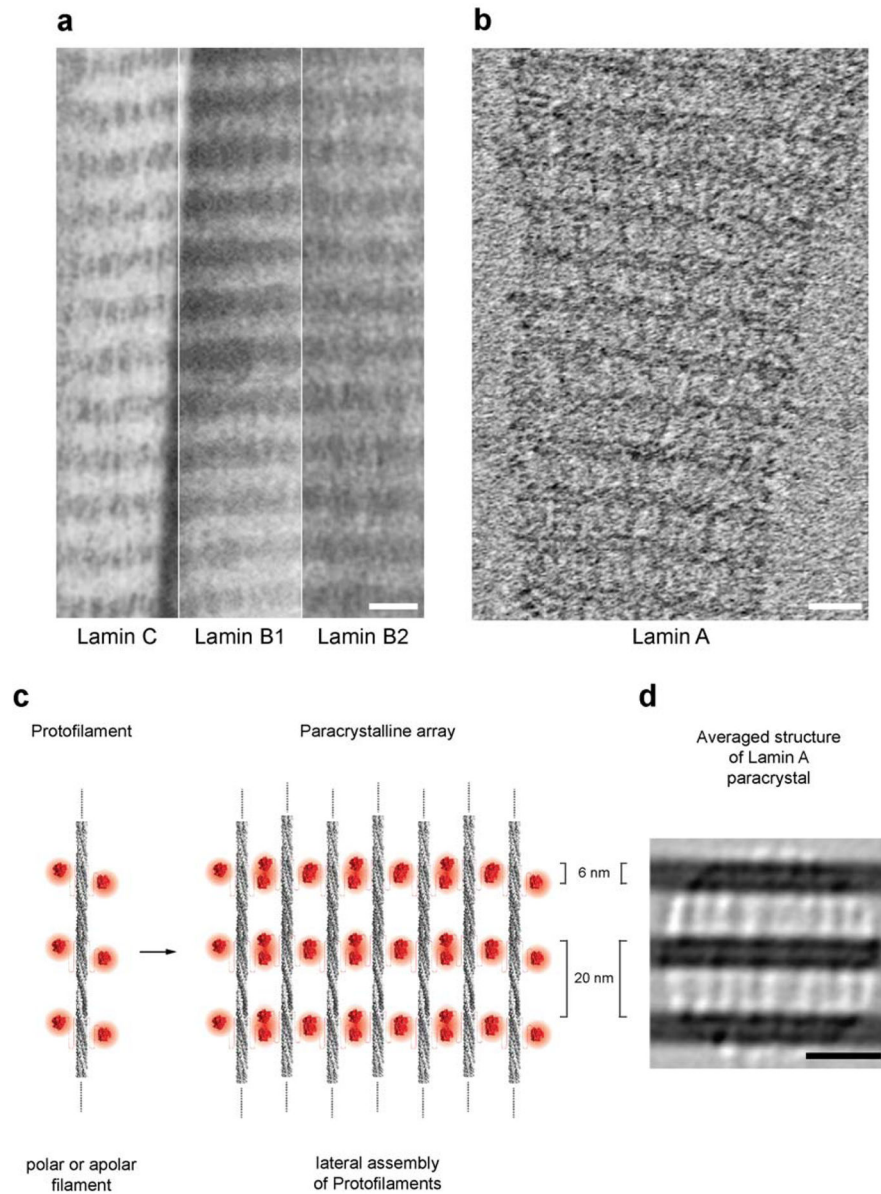 a
b
Lamin C
Lamin B1
Lamin B2
Lamin A
c
d
Protofilament
Paracrystalline array
Averaged structure
of Lamin A
paracrystal
6 nm
20 nm
polar or apolar
filament
lateral assembly
of Protofilaments